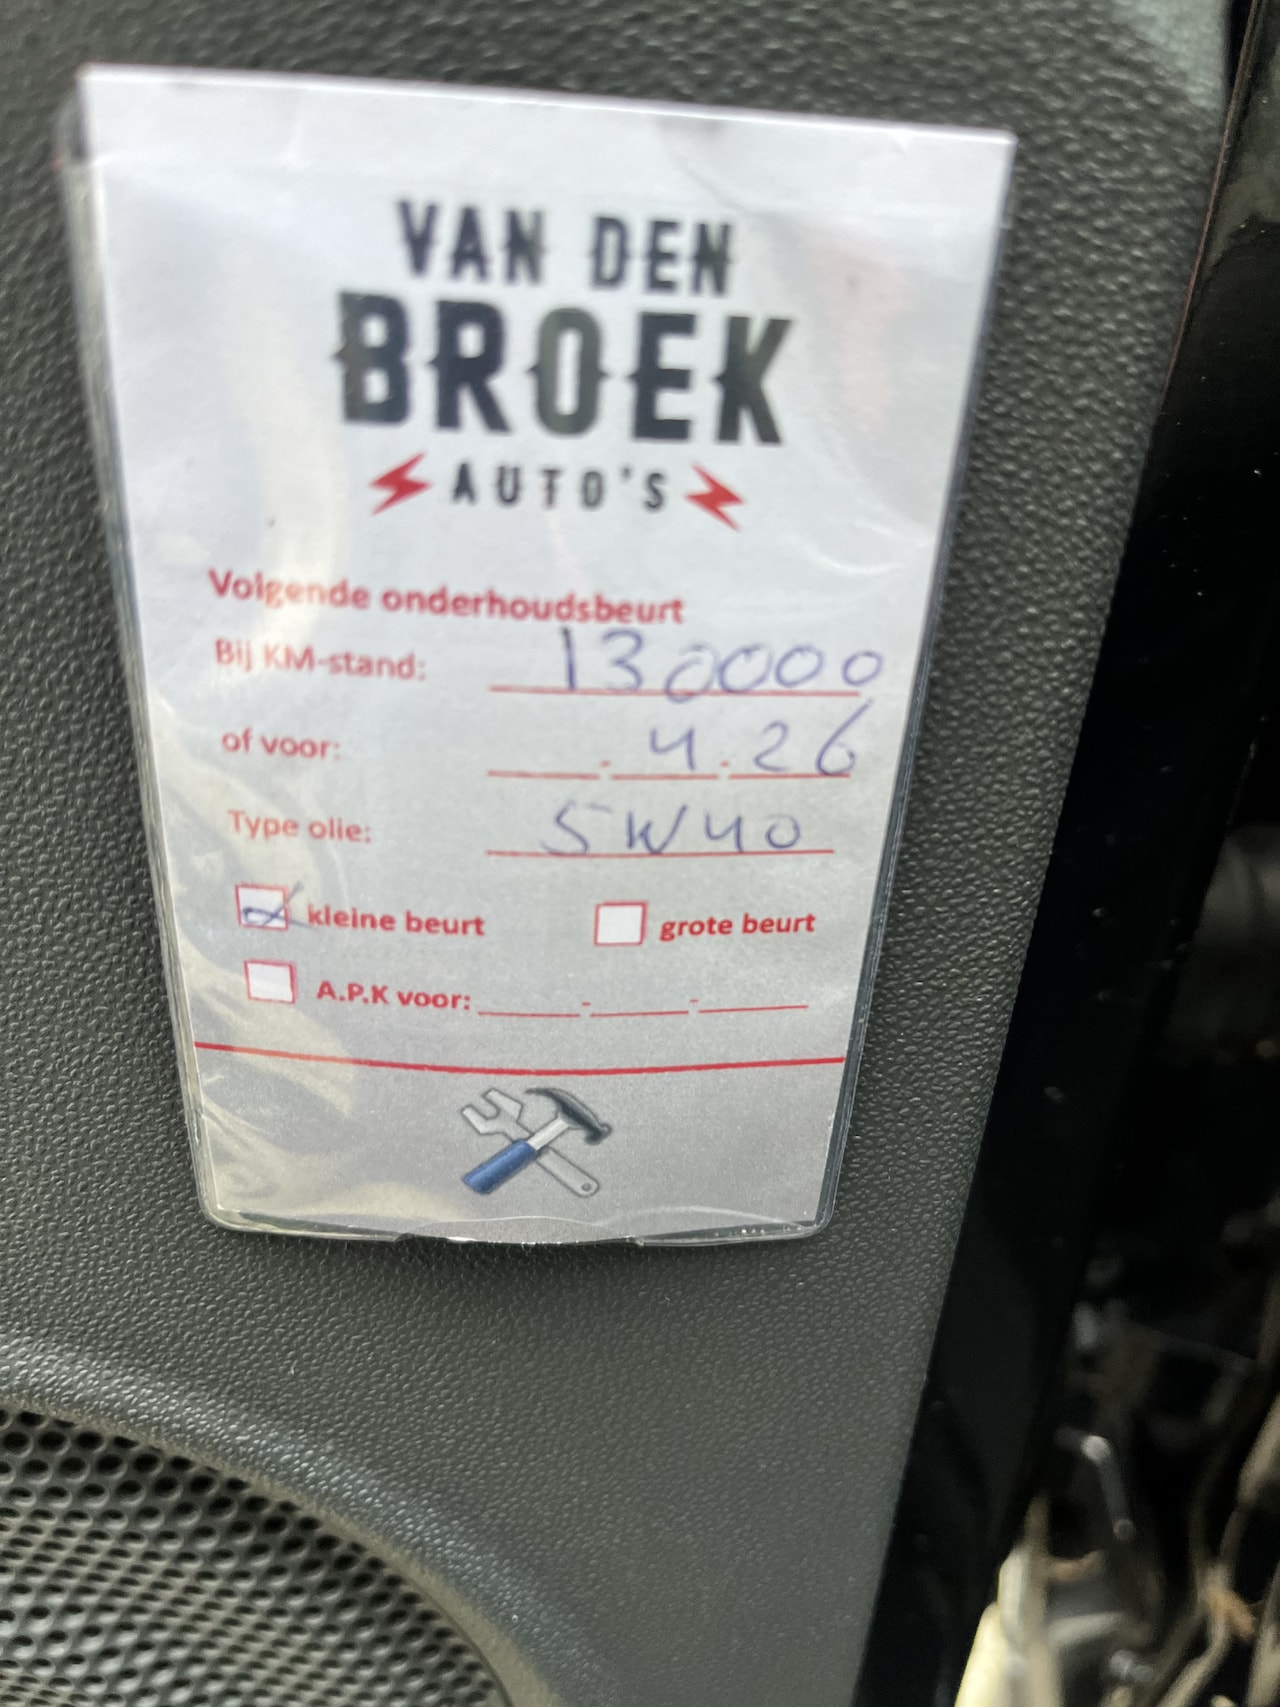 VAN DEN
BROEK
AUTO'S
Volgende onderhoudsbeurt
Bij KM-stand: 130000
of voor: . 4 . 26
Type olie: 5W40
kleine beurt grote beurt
A.P.K voor: - -